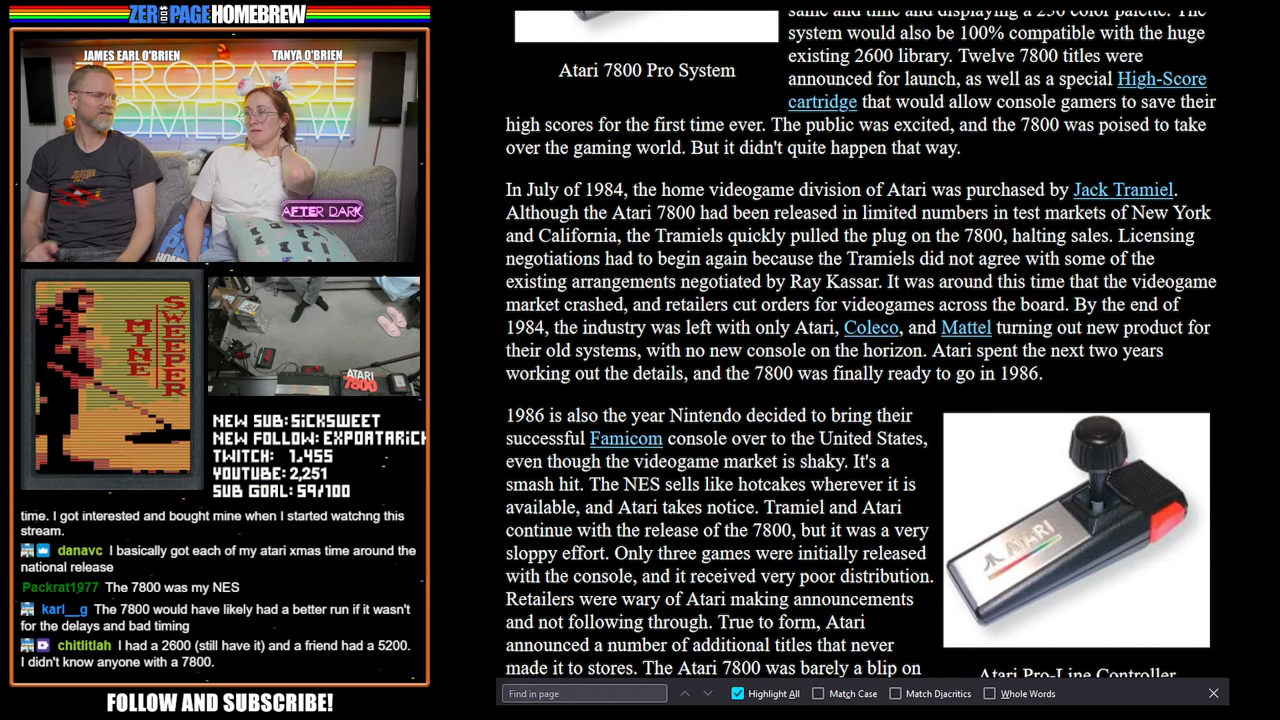 ZER PAGE HOMEBREW
JAMES EARL O'BRIEN
TANYA O'BRIEN
AFTER DARK
MINE
SWEEPER
ATARI
7800
NEW SUB: SICKSWEET
NEW FOLLOW: EXPORTARICH
TWITCH: 1,455
YOUTUBE: 2,251
SUB GOAL: 59/100
time. I got interested and bought mine when I started watchng this
stream.
danavc I basically got each of my atari xmas time around the
national release
Packrat1977 The 7800 was my NES
karl__g The 7800 would have likely had a better run if it wasn't
for the delays and bad timing
chitlitlah I had a 2600 (still have it) and a friend had a 5200.
I didn't know anyone with a 7800.
FOLLOW AND SUBSCRIBE!
Atari 7800 Pro System
same kind time and displaying a 256 color palette. The
system would also be 100% compatible with the huge
existing 2600 library. Twelve 7800 titles were
announced for launch, as well as a special High-Score
cartridge that would allow console gamers to save their
high scores for the first time ever. The public was excited, and the 7800 was poised to take
over the gaming world. But it didn't quite happen that way.
In July of 1984, the home videogame division of Atari was purchased by Jack Tramiel.
Although the Atari 7800 had been released in limited numbers in test markets of New York
and California, the Tramiels quickly pulled the plug on the 7800, halting sales. Licensing
negotiations had to begin again because the Tramiels did not agree with some of the
existing arrangements negotiated by Ray Kassar. It was around this time that the videogame
market crashed, and retailers cut orders for videogames across the board. By the end of
1984, the industry was left with only Atari, Coleco, and Mattel turning out new product for
their old systems, with no new console on the horizon. Atari spent the next two years
working out the details, and the 7800 was finally ready to go in 1986.
1986 is also the year Nintendo decided to bring their
successful Famicom console over to the United States,
even though the videogame market is shaky. It's a
smash hit. The NES sells like hotcakes wherever it is
available, and Atari takes notice. Tramiel and Atari
continue with the release of the 7800, but it was a very
sloppy effort. Only three games were initially released
with the console, and it received very poor distribution.
Retailers were wary of Atari making announcements
and not following through. True to form, Atari
announced a number of additional titles that never
made it to stores. The Atari 7800 was barely a blip on
ATARI
Atari Pro-Line Controller
Find in page
Highlight All
Match Case
Match Diacritics
Whole Words